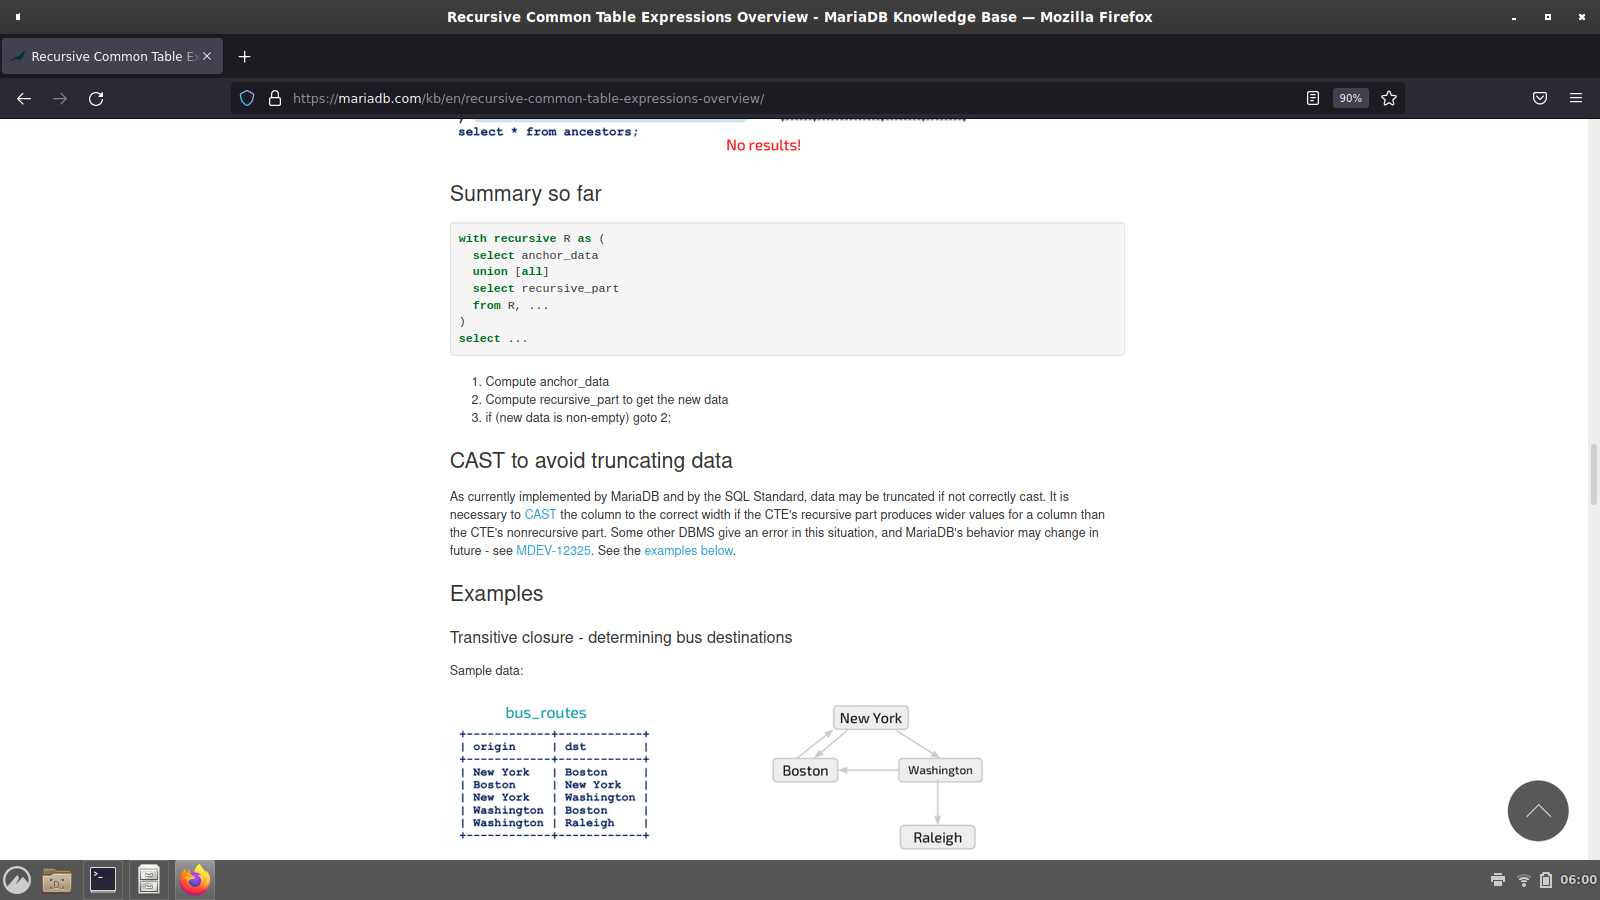 Recursive Common Table Expressions Overview - MariaDB Knowledge Base — Mozilla Firefox
Recursive Common Table Ex
https://mariadb.com/kb/en/recursive-common-table-expressions-overview/
90%
select * from ancestors;
No results!
Summary so far
with recursive R as (
select anchor_data
union [all]
select recursive_part
from R, ...
)
select ...
1. Compute anchor_data
2. Compute recursive_part to get the new data
3. if (new data is non-empty) goto 2;
CAST to avoid truncating data
As currently implemented by MariaDB and by the SQL Standard, data may be truncated if not correctly cast. It is
necessary to CAST the column to the correct width if the CTE's recursive part produces wider values for a column than
the CTE's nonrecursive part. Some other DBMS give an error in this situation, and MariaDB's behavior may change in
future - see MDEV-12325. See the examples below.
Examples
Transitive closure - determining bus destinations
Sample data:
bus_routes
+------------+------------+
| origin | dst |
+------------+------------+
| New York | Boston |
| Boston | New York |
| New York | Washington |
| Washington | Boston |
| Washington | Raleigh |
+------------+------------+
New York
Boston
Washington
Raleigh
06:00